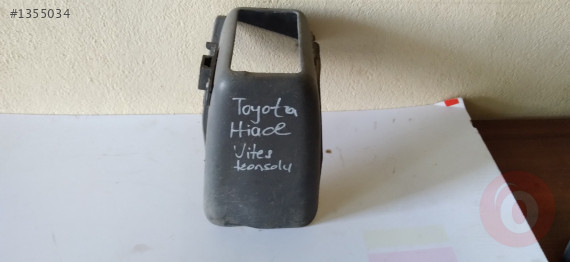 #1355034
Toyota
Hiace
Vites
konsolu